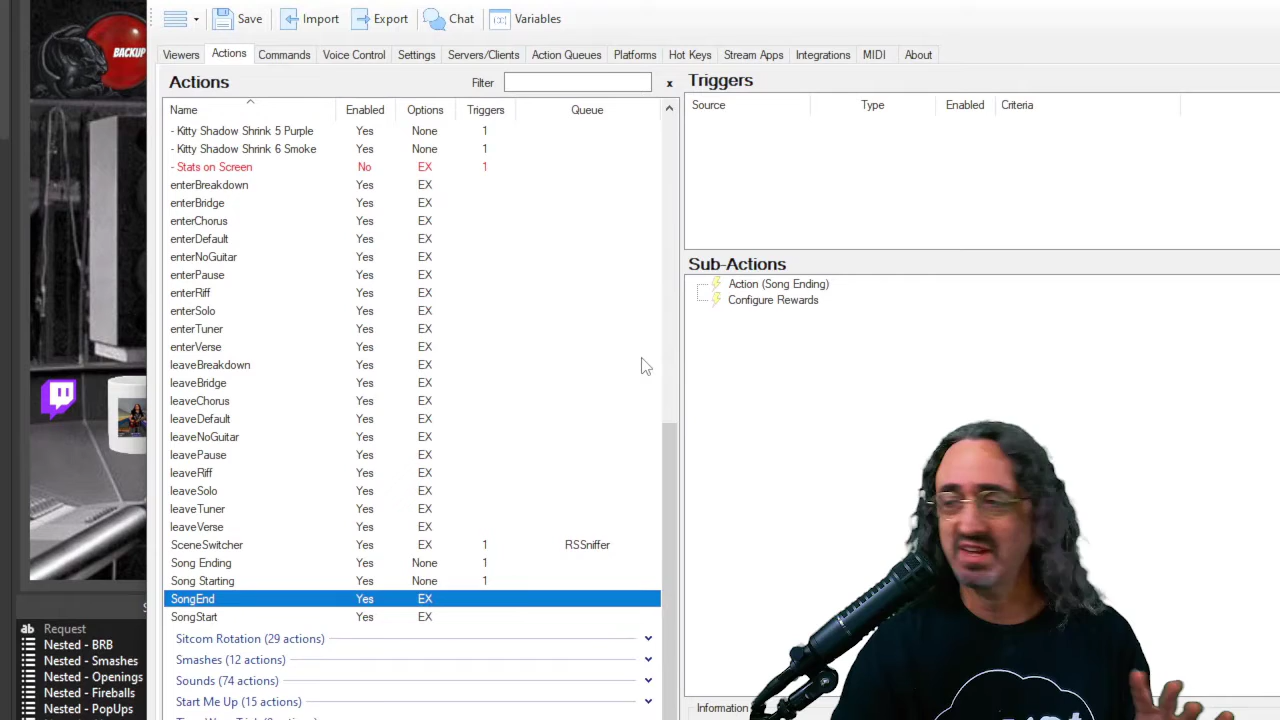 BACKUP
Save Import Export Chat Variables
Viewers Actions Commands Voice Control Settings Servers/Clients Action Queues Platforms Hot Keys Stream Apps Integrations MIDI About
Actions Filter x
Name Enabled Options Triggers Queue
- Kitty Shadow Shrink 5 Purple Yes None 1
- Kitty Shadow Shrink 6 Smoke Yes None 1
- Stats on Screen No EX 1
enterBreakdown Yes EX
enterBridge Yes EX
enterChorus Yes EX
enterDefault Yes EX
enterNoGuitar Yes EX
enterPause Yes EX
enterRiff Yes EX
enterSolo Yes EX
enterTuner Yes EX
enterVerse Yes EX
leaveBreakdown Yes EX
leaveBridge Yes EX
leaveChorus Yes EX
leaveDefault Yes EX
leaveNoGuitar Yes EX
leavePause Yes EX
leaveRiff Yes EX
leaveSolo Yes EX
leaveTuner Yes EX
leaveVerse Yes EX
SceneSwitcher Yes EX 1 RSSniffer
Song Ending Yes None 1
Song Starting Yes None 1
SongEnd Yes EX
SongStart Yes EX
Sitcom Rotation (29 actions)
Smashes (12 actions)
Sounds (74 actions)
Start Me Up (15 actions)
Triggers
Source Type Enabled Criteria
Sub-Actions
Action (Song Ending)
Configure Rewards
Information
ab Request
Nested - BRB
Nested - Smashes
Nested - Openings
Nested - Fireballs
Nested - PopUps